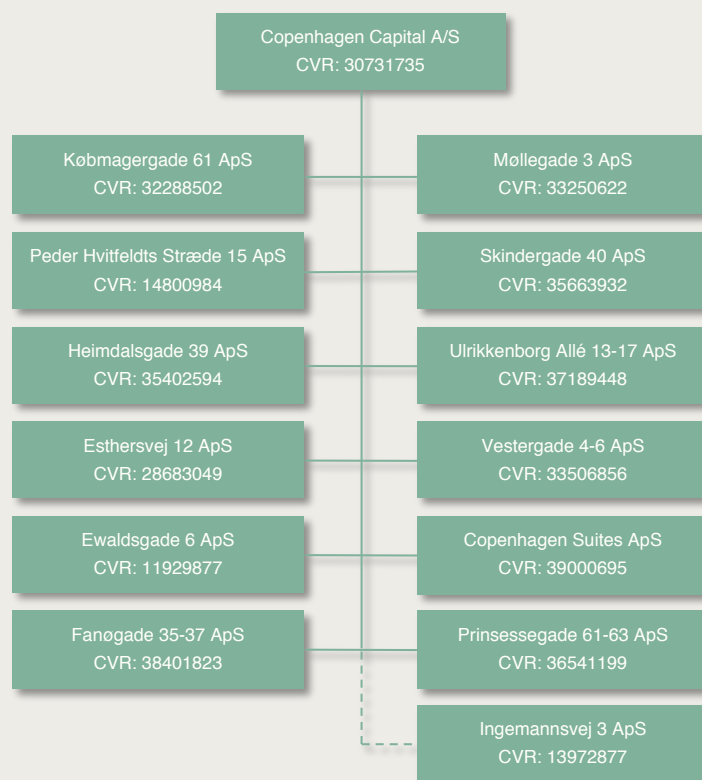 Copenhagen Capital A/S
CVR: 30731735
Købmagergade 61 ApS
CVR: 32288502
Møllegade 3 ApS
CVR: 33250622
Peder Hvitfeldts Stræde 15 ApS
CVR: 14800984
Skindergade 40 ApS
CVR: 35663932
Heimdalsgade 39 ApS
CVR: 35402594
Ulrikkenborg Allé 13-17 ApS
CVR: 37189448
Esthersvej 12 ApS
CVR: 28683049
Vestergade 4-6 ApS
CVR: 33506856
Ewaldsgade 6 ApS
CVR: 11929877
Copenhagen Suites ApS
CVR: 39000695
Fanøgade 35-37 ApS
CVR: 38401823
Prinsessegade 61-63 ApS
CVR: 36541199
Ingemannsvej 3 ApS
CVR: 13972877